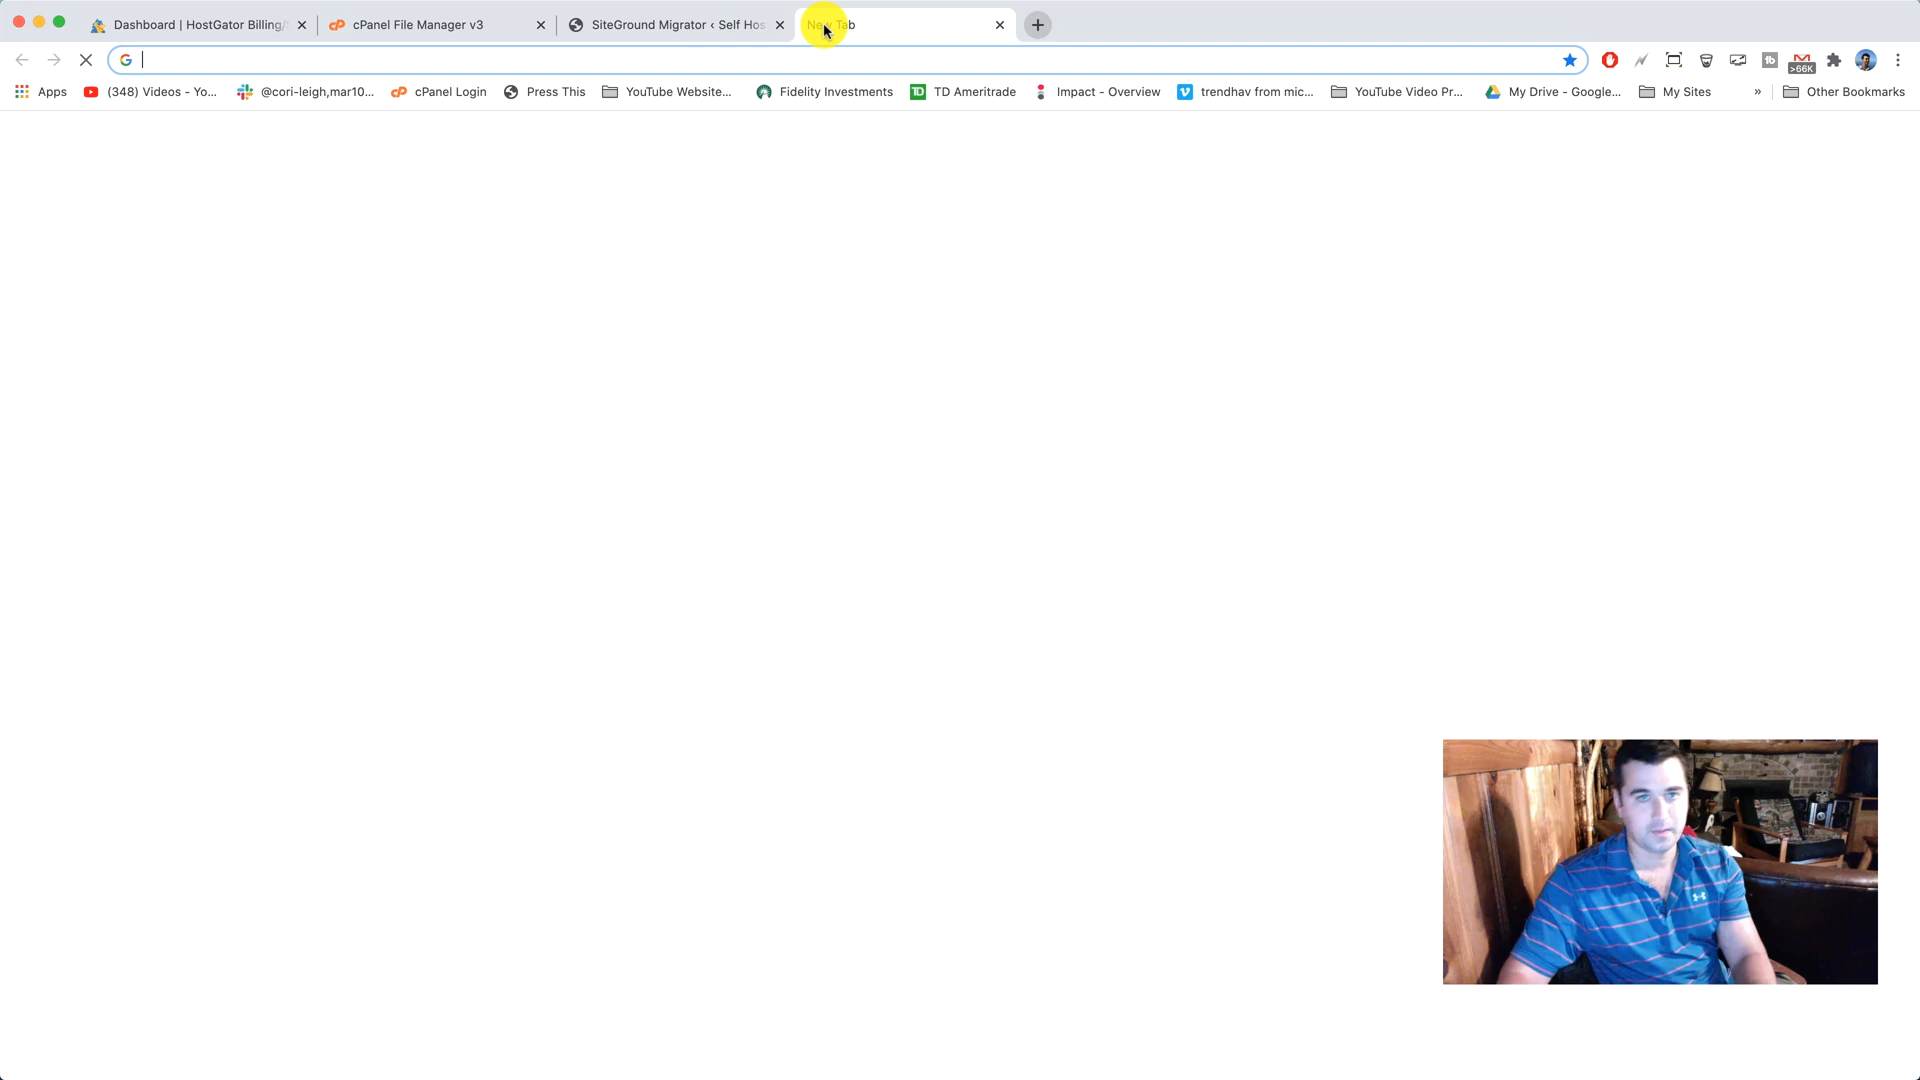 Dashboard | HostGator Billing/
cPanel File Manager v3
SiteGround Migrator ‹ Self Hos
New Tab
>66K
Apps
(348) Videos - Yo...
@cori-leigh,mar10...
cPanel Login
Press This
YouTube Website...
Fidelity Investments
TD Ameritrade
Impact - Overview
trendhav from mic...
YouTube Video Pr...
My Drive - Google...
My Sites
»
Other Bookmarks